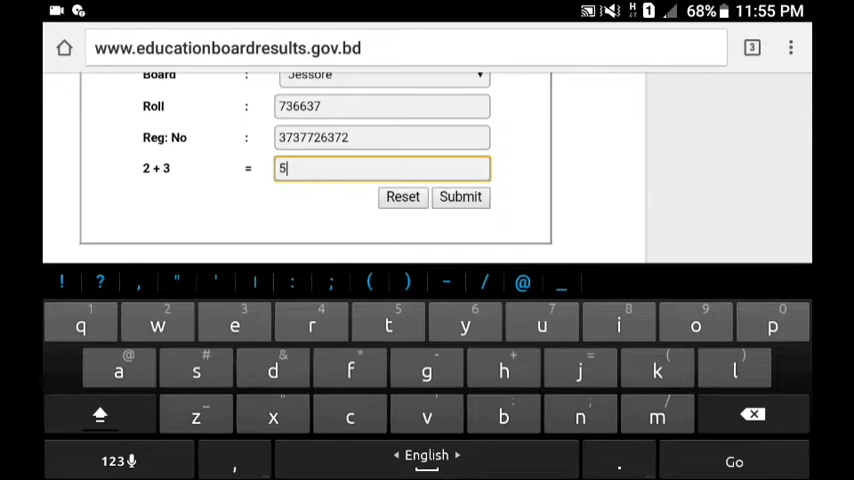 H 1 68% 11:55 PM
www.educationboardresults.gov.bd 3
Board : Jessore
Roll : 736637
Reg: No : 3737726372
2 + 3 = 5
Reset Submit
! ? , " ' । : ; ( ) - / @ _
1 2 3 4 5 6 7 8 9 0
q w e r t y u i o p
@ # & * - + = ( )
a s d f g h j k l
_ " : ' : ; /
z x c v b n m
123 , English . Go